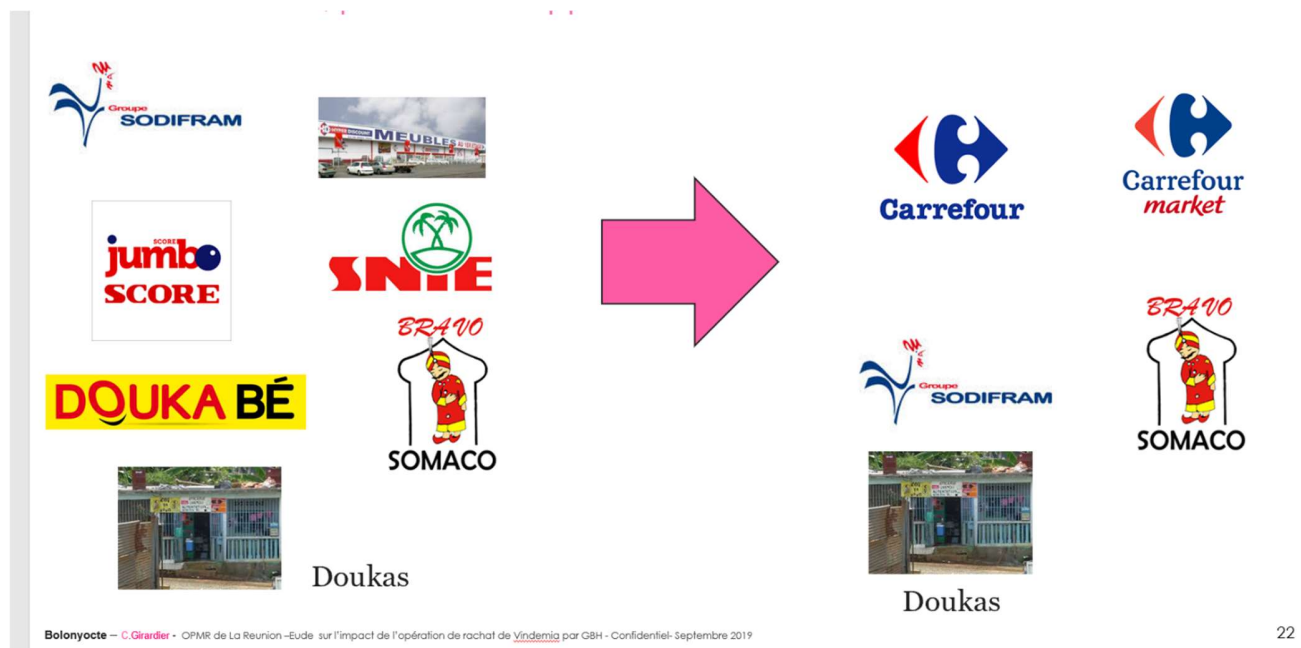 Groupe
SODIFRAM
MEUBLES
SCORE
jumbo
SCORE
SNIE
DOUKA BÉ
BRAVO
SOMACO
Doukas
Carrefour
Carrefour
market
Groupe
SODIFRAM
BRAVO
SOMACO
Doukas
Bolonyocte – C.Girardier - OPMR de La Reunion –Eude sur l'impact de l'opération de rachat de Vindemia par GBH - Confidentiel- Septembre 2019
22